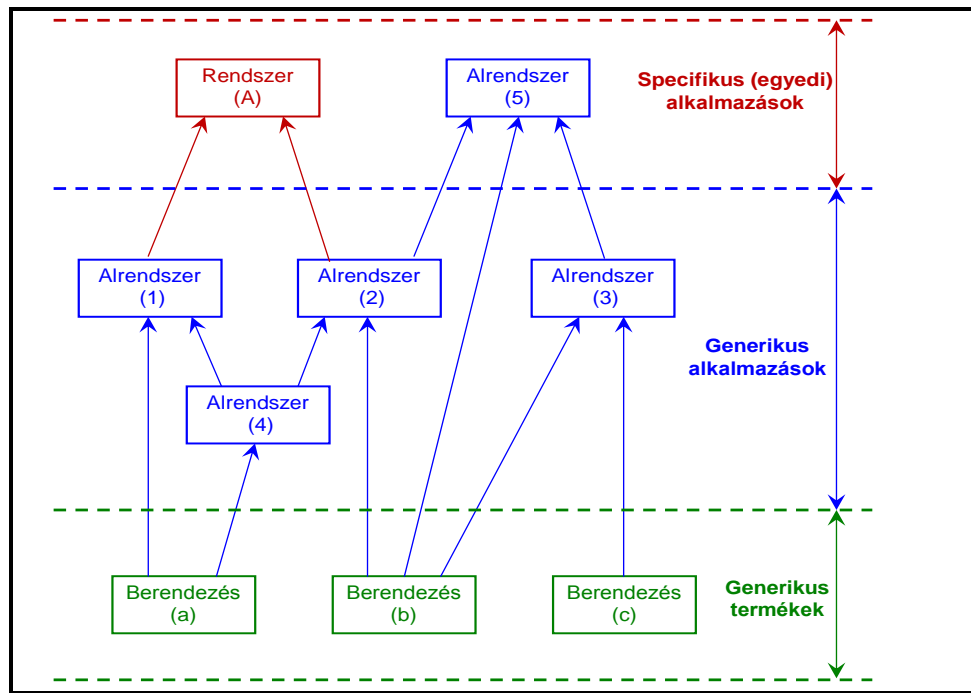 Rendszer
(A)
Alrendszer
(5)
Specifikus (egyedi)
alkalmazások
Alrendszer
(1)
Alrendszer
(2)
Alrendszer
(3)
Generikus
alkalmazások
Alrendszer
(4)
Berendezés
(a)
Berendezés
(b)
Berendezés
(c)
Generikus
termékek